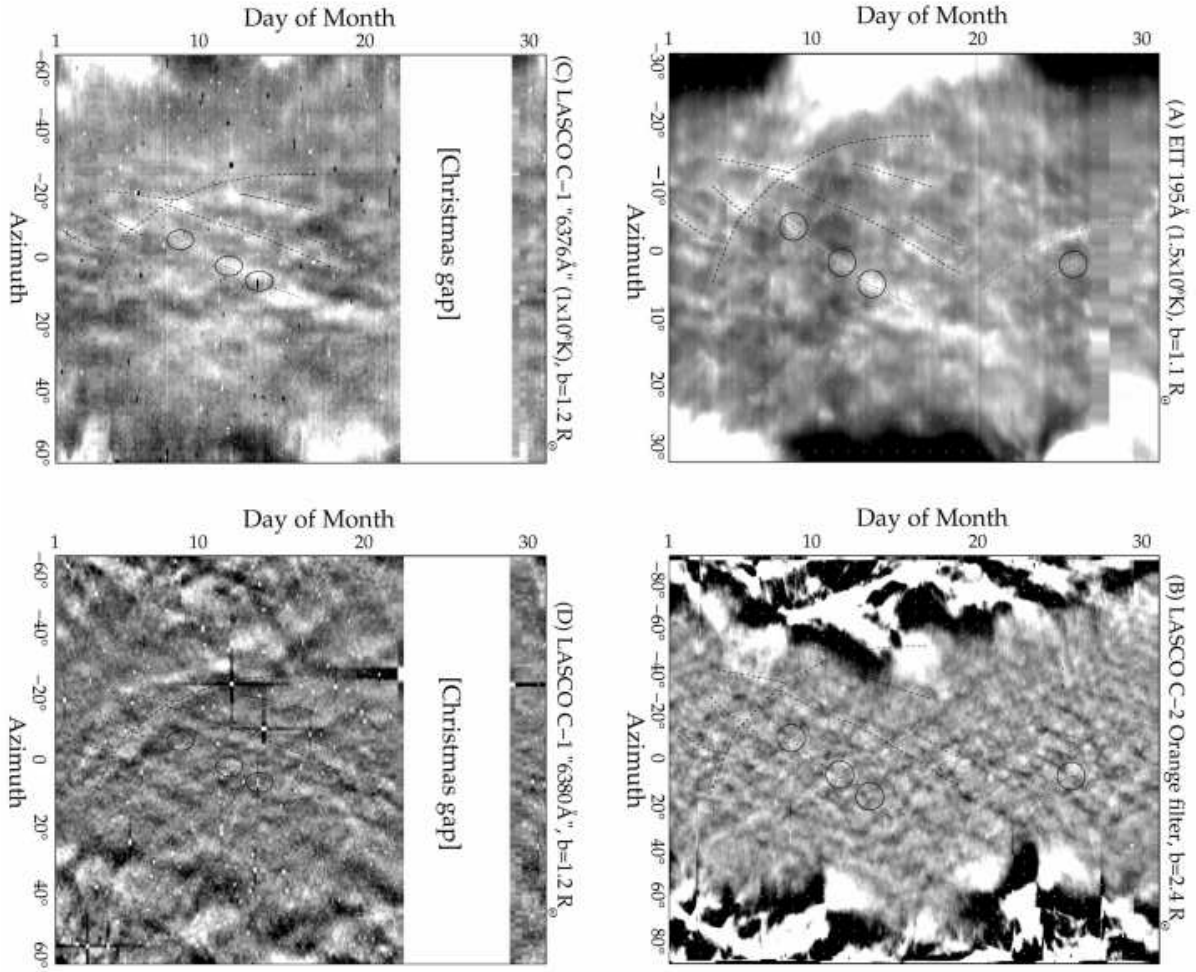 (A) EIT 195Å (1.5x10⁶K), b=1.1 R⊙
Day of Month
1 10 20 30
-30° -20° -10° 0 10° 20° 30°
Azimuth
(B) LASCO C-2 Orange filter, b=2.4 R⊙
Day of Month
1 10 20 30
-80° -60° -40° -20° 0 20° 40° 60° 80°
Azimuth
(C) LASCO C-1 "6376Å" (1x10⁶K), b=1.2 R⊙
Day of Month
1 10 20 30
[Christmas gap]
-60° -40° -20° 0 20° 40° 60°
Azimuth
(D) LASCO C-1 "6380Å", b=1.2 R⊙
Day of Month
1 10 20 30
[Christmas gap]
-60° -40° -20° 0 20° 40° 60°
Azimuth